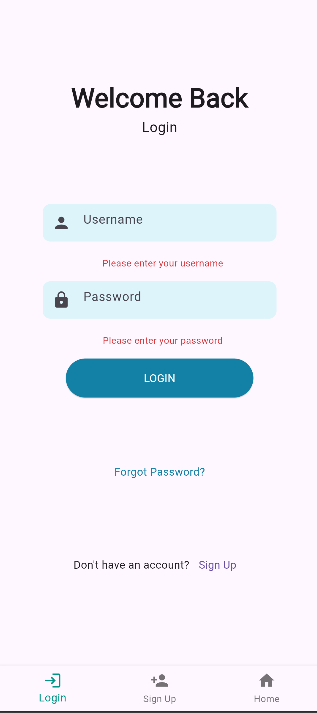 Welcome Back
Login
Username
Please enter your username
Password
Please enter your password
LOGIN
Forgot Password?
Don't have an account? Sign Up
Login Sign Up Home